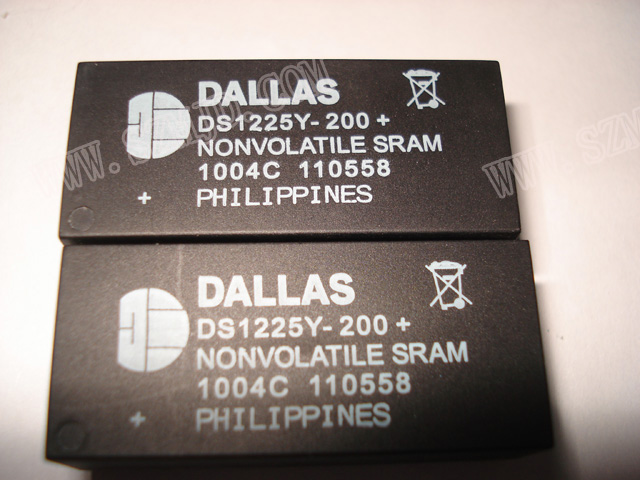 DALLAS
DS1225Y-200+
NONVOLATILE SRAM
1004C 110558
+ PHILIPPINES
DALLAS
DS1225Y-200+
NONVOLATILE SRAM
1004C 110558
+ PHILIPPINES